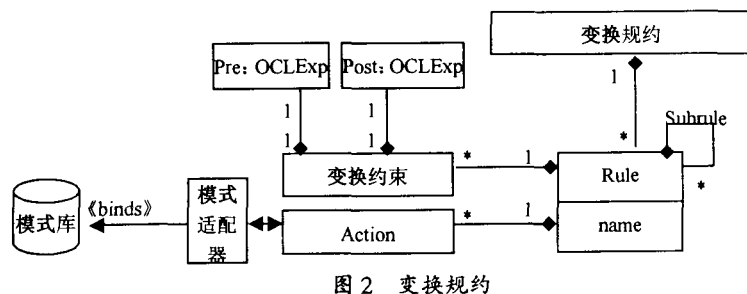 变换规约
Pre：OCLExp
Post：OCLExp
1
1
1
1
1
*
Subrule
*
变换约束
*
1
Rule
name
模式库
《binds》
模式
适配
器
Action
*
1
图2 变换规约